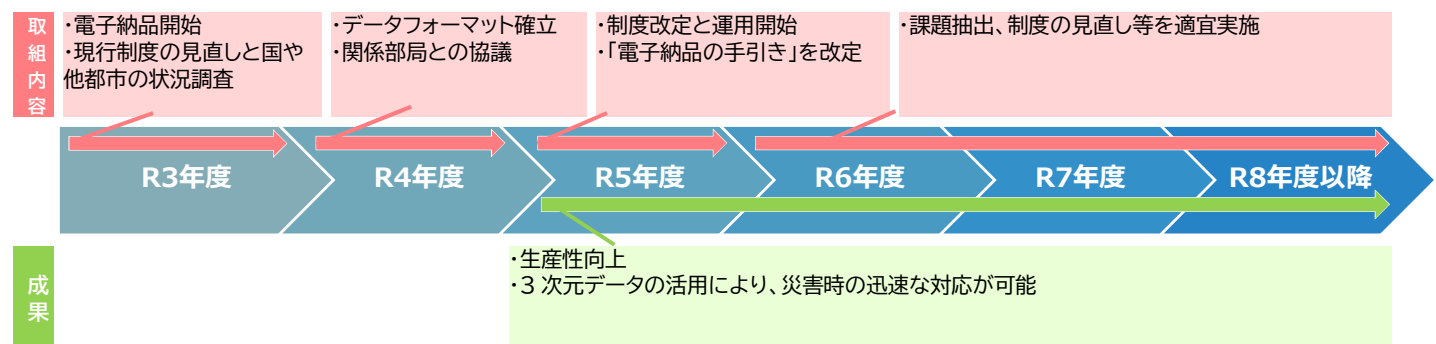 取組内容
・電子納品開始
・現行制度の見直しと国や
他都市の状況調査
・データフォーマット確立
・関係部局との協議
・制度改定と運用開始
・「電子納品の手引き」を改定
・課題抽出、制度の見直し等を適宜実施
R3年度
R4年度
R5年度
R6年度
R7年度
R8年度以降
成果
・生産性向上
・3 次元データの活用により、災害時の迅速な対応が可能